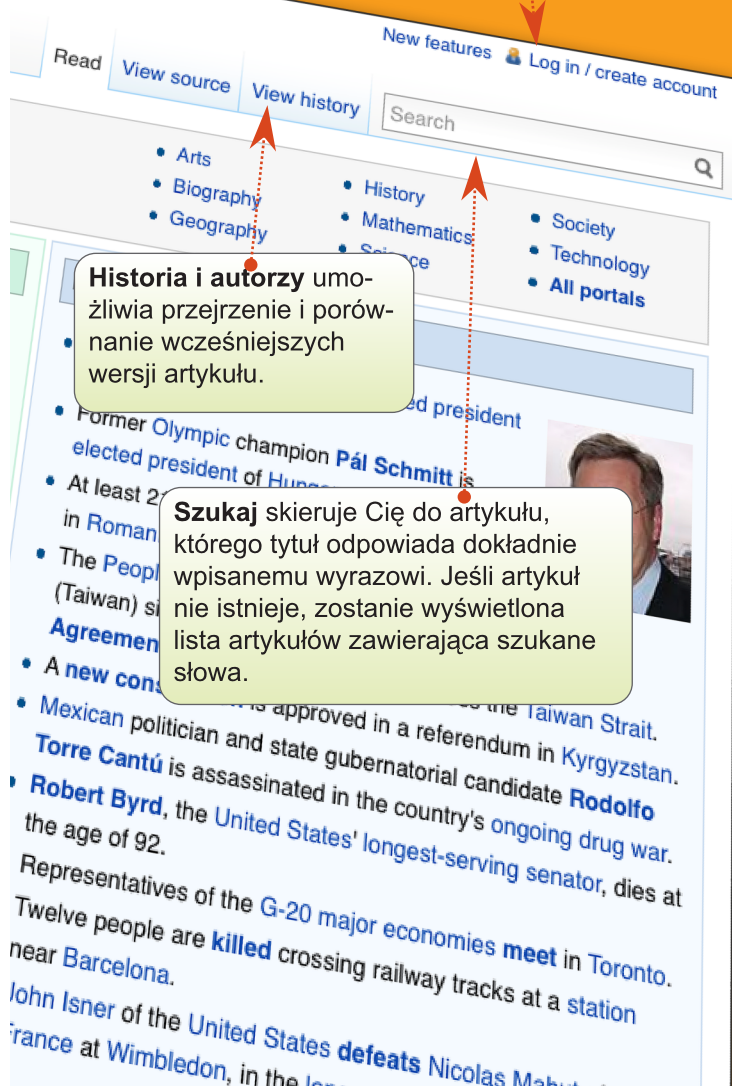 New features Log in / create account
Read View source View history Search
Arts
Biography
Geography
History
Mathematics
Society
Technology
All portals
Historia i autorzy umo-
żliwia przejrzenie i porów-
nanie wcześniejszych
wersji artykułu.
president
Former Olympic champion Pál Schmitt is
elected president of
At least
in
The
(Taiwan)
Szukaj skieruje Cię do artykułu,
którego tytuł odpowiada dokładnie
wpisanemu wyrazowi. Jeśli artykuł
nie istnieje, zostanie wyświetlona
lista artykułów zawierająca szukane
słowa.
the Taiwan Strait.
A new is approved in a referendum in Kyrgyzstan.
Mexican politician and state gubernatorial candidate Rodolfo
Torre Cantú is assassinated in the country's ongoing drug war.
Robert Byrd, the United States' longest-serving senator, dies at
the age of 92.
Representatives of the G-20 major economies meet in Toronto.
Twelve people are killed crossing railway tracks at a station
near Barcelona.
John Isner of the United States defeats Nicolas
France at Wimbledon, in the